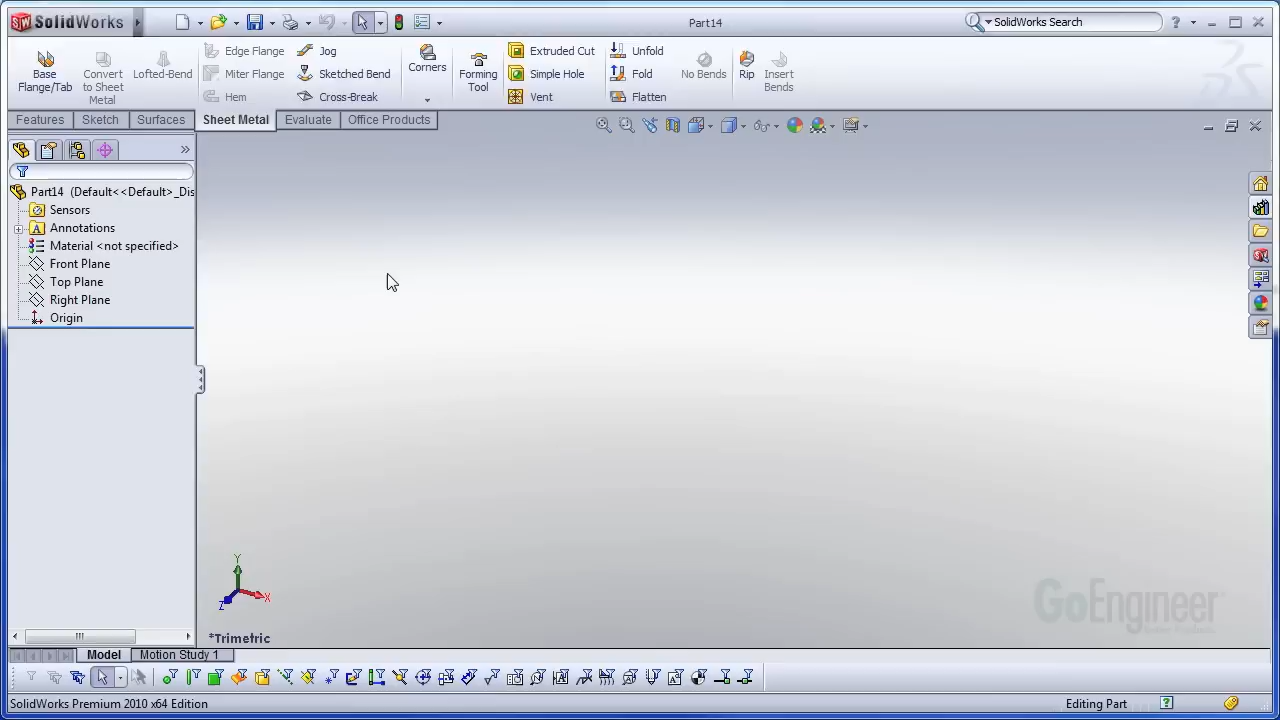 SolidWorks
Part14
SolidWorks Search
Base Flange/Tab
Convert to Sheet Metal
Lofted-Bend
Edge Flange
Miter Flange
Hem
Jog
Sketched Bend
Cross-Break
Corners
Forming Tool
Extruded Cut
Simple Hole
Vent
Unfold
Fold
Flatten
No Bends
Rip
Insert Bends
Features
Sketch
Surfaces
Sheet Metal
Evaluate
Office Products
Part14 (Default<<Default>_Dis
Sensors
Annotations
Material <not specified>
Front Plane
Top Plane
Right Plane
Origin
Y
X
Z
*Trimetric
GoEngineer
Model
Motion Study 1
SolidWorks Premium 2010 x64 Edition
Editing Part